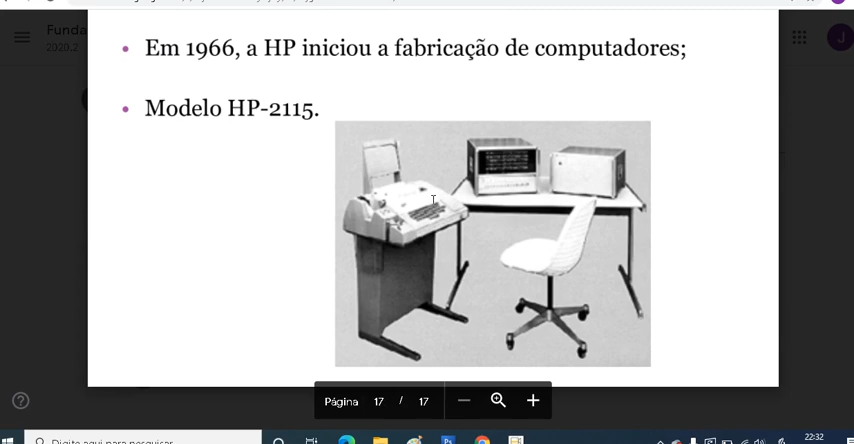 Funda
2020.2
J
• Em 1966, a HP iniciou a fabricação de computadores;
• Modelo HP-2115.
Página 17 / 17
Digite aqui para pesquisar
Ps
22:32